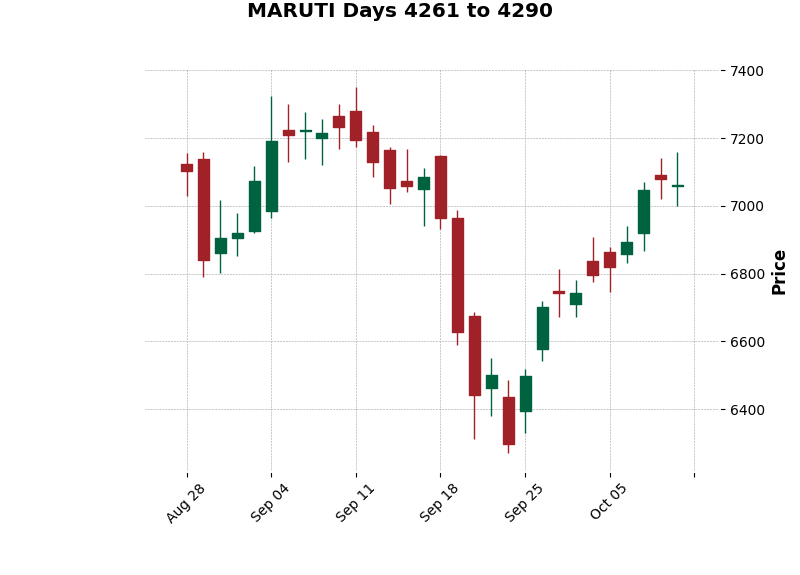 MARUTI Days 4261 to 4290
7400
7200
7000
6800
6600
6400
Price
Aug 28
Sep 04
Sep 11
Sep 18
Sep 25
Oct 05